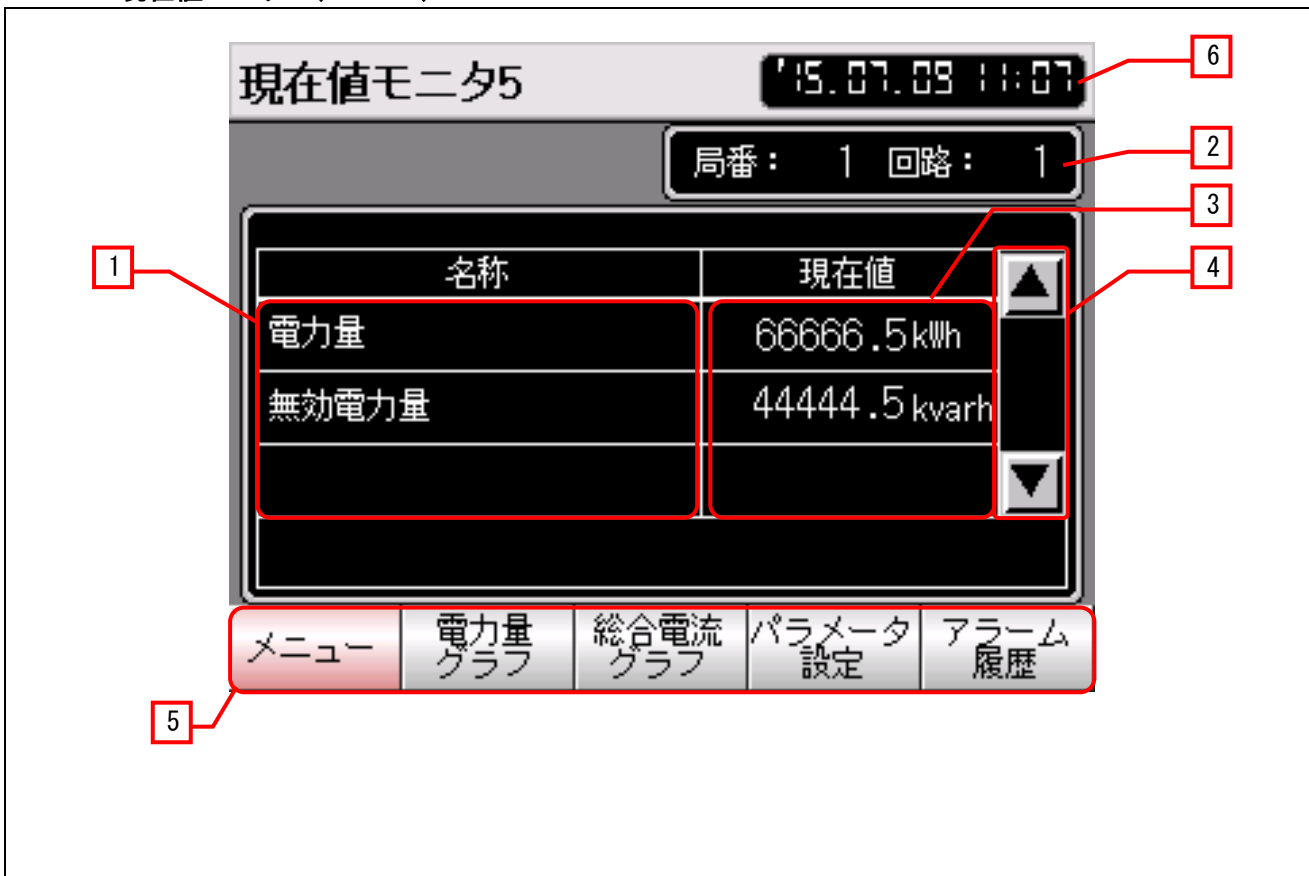 現在値モニタ5
'15.07.09 11:07
6
局番: 1 回路: 1
2
3
1
名称 現在値
4
電力量 66666.5kWh
無効電力量 44444.5kvarh
メニュー
電力量
グラフ
総合電流
グラフ
パラメータ
設定
アラーム
履歴
5